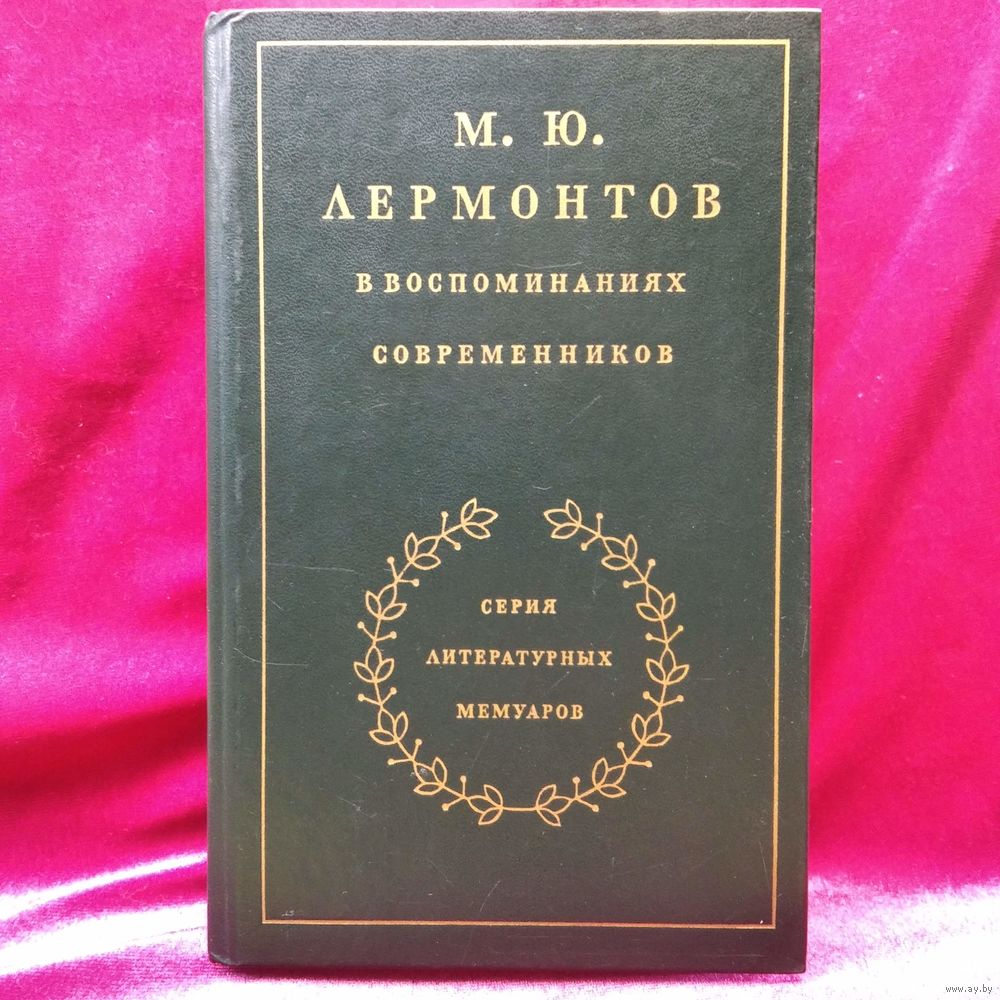 М. Ю.
ЛЕРМОНТОВ
В ВОСПОМИНАНИЯХ
СОВРЕМЕННИКОВ
СЕРИЯ
ЛИТЕРАТУРНЫХ
МЕМУАРОВ
www.ay.by